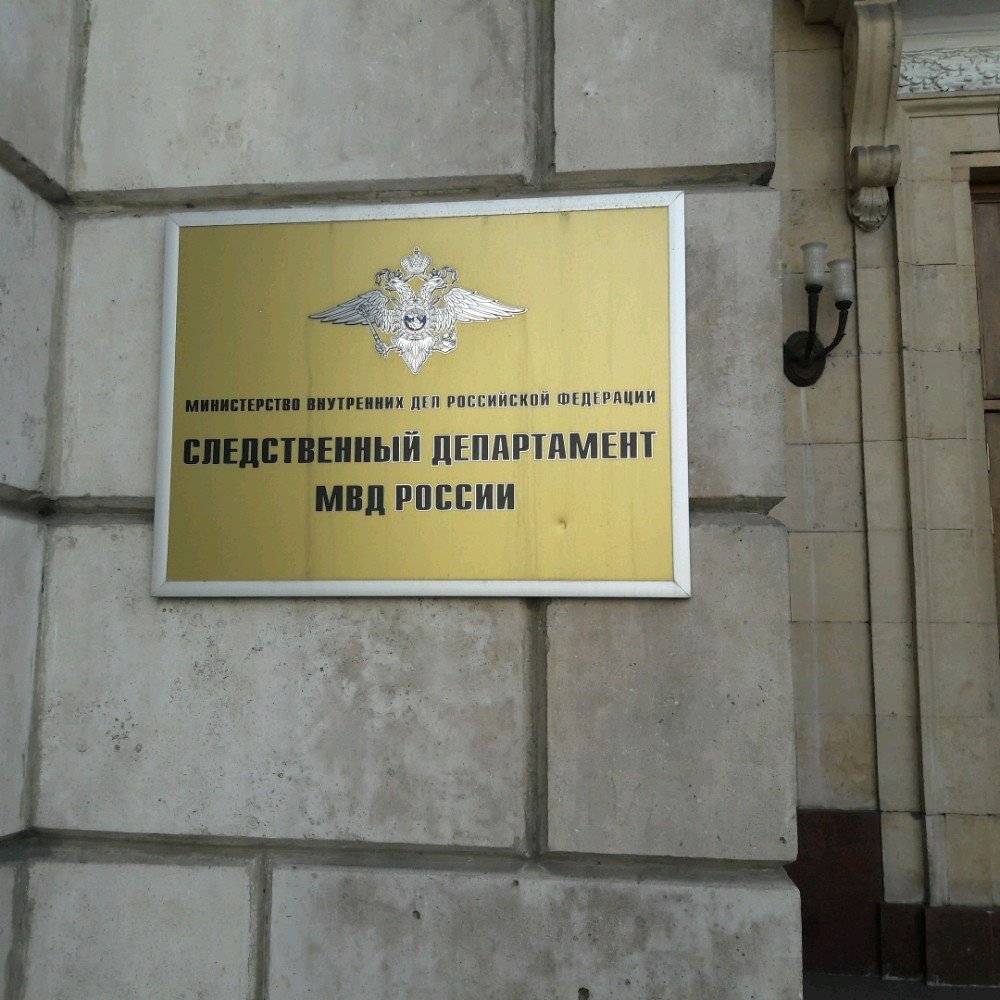 МИНИСТЕРСТВО ВНУТРЕННИХ ДЕЛ РОССИЙСКОЙ ФЕДЕРАЦИИ
СЛЕДСТВЕННЫЙ ДЕПАРТАМЕНТ
МВД РОССИИ